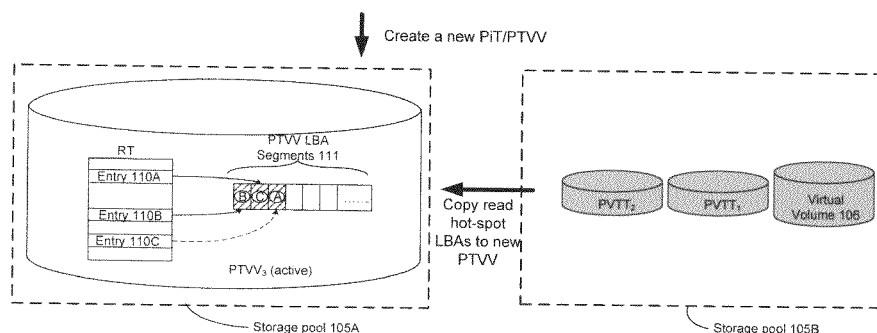 Create a new PiT/PTVV
PTVV LBA
Segments 111
RT
Entry 110A
B C A ......
Entry 110B
Entry 110C
PTVV3 (active)
Copy read
hot-spot
LBAs to new
PTVV
PVTT2
PVTT1
Virtual
Volume 106
Storage pool 105A
Storage pool 105B